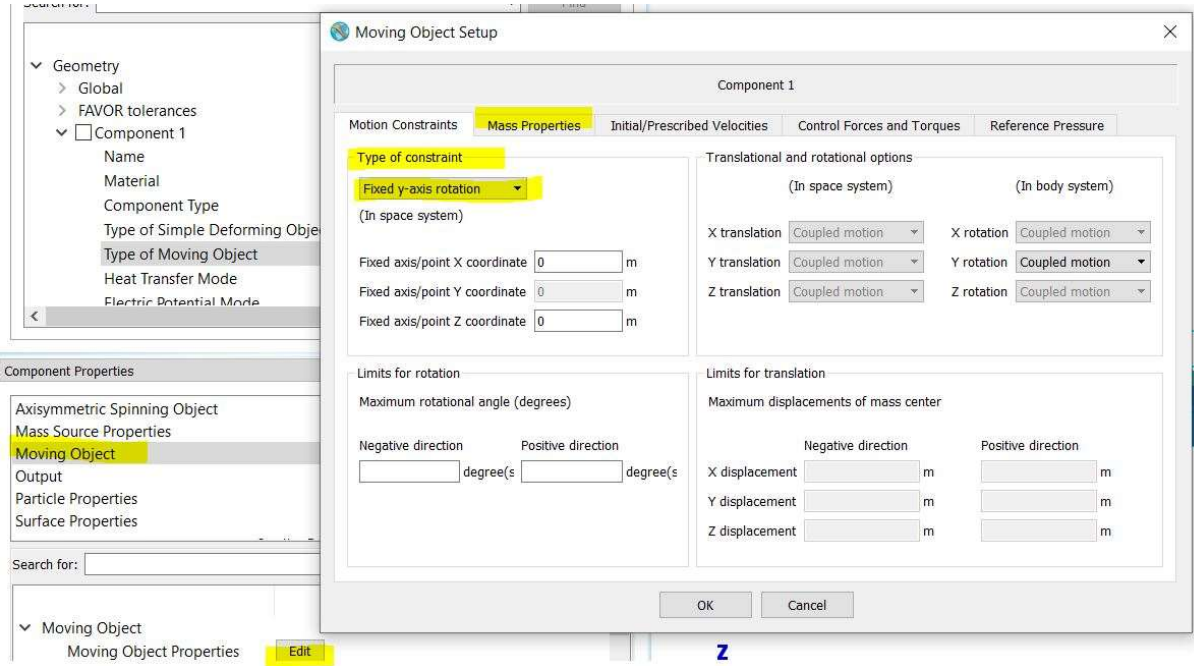 Search for:
Find
Geometry
Global
FAVOR tolerances
Component 1
Name
Material
Component Type
Type of Simple Deforming Obje
Type of Moving Object
Heat Transfer Mode
Electric Potential Mode
Component Properties
Axisymmetric Spinning Object
Mass Source Properties
Moving Object
Output
Particle Properties
Surface Properties
Search for:
Moving Object
Moving Object Properties Edit
Moving Object Setup
Component 1
Motion Constraints Mass Properties Initial/Prescribed Velocities Control Forces and Torques Reference Pressure
Type of constraint
Fixed y-axis rotation
(In space system)
Fixed axis/point X coordinate 0 m
Fixed axis/point Y coordinate 0 m
Fixed axis/point Z coordinate 0 m
Translational and rotational options
(In space system) (In body system)
X translation Coupled motion X rotation Coupled motion
Y translation Coupled motion Y rotation Coupled motion
Z translation Coupled motion Z rotation Coupled motion
Limits for rotation
Maximum rotational angle (degrees)
Negative direction Positive direction
degree(s degree(s
Limits for translation
Maximum displacements of mass center
Negative direction Positive direction
X displacement m m
Y displacement m m
Z displacement m m
OK Cancel
Z